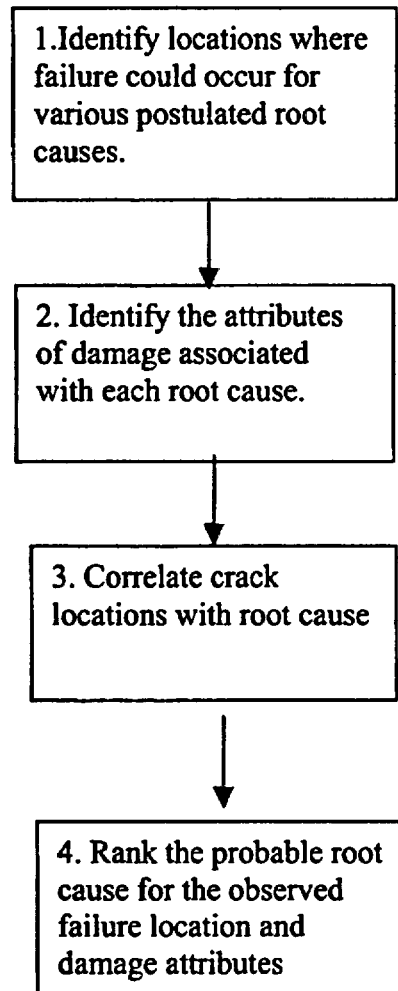 1.Identify locations where
failure could occur for
various postulated root
causes.
2. Identify the attributes
of damage associated
with each root cause.
3. Correlate crack
locations with root cause
4. Rank the probable root
cause for the observed
failure location and
damage attributes